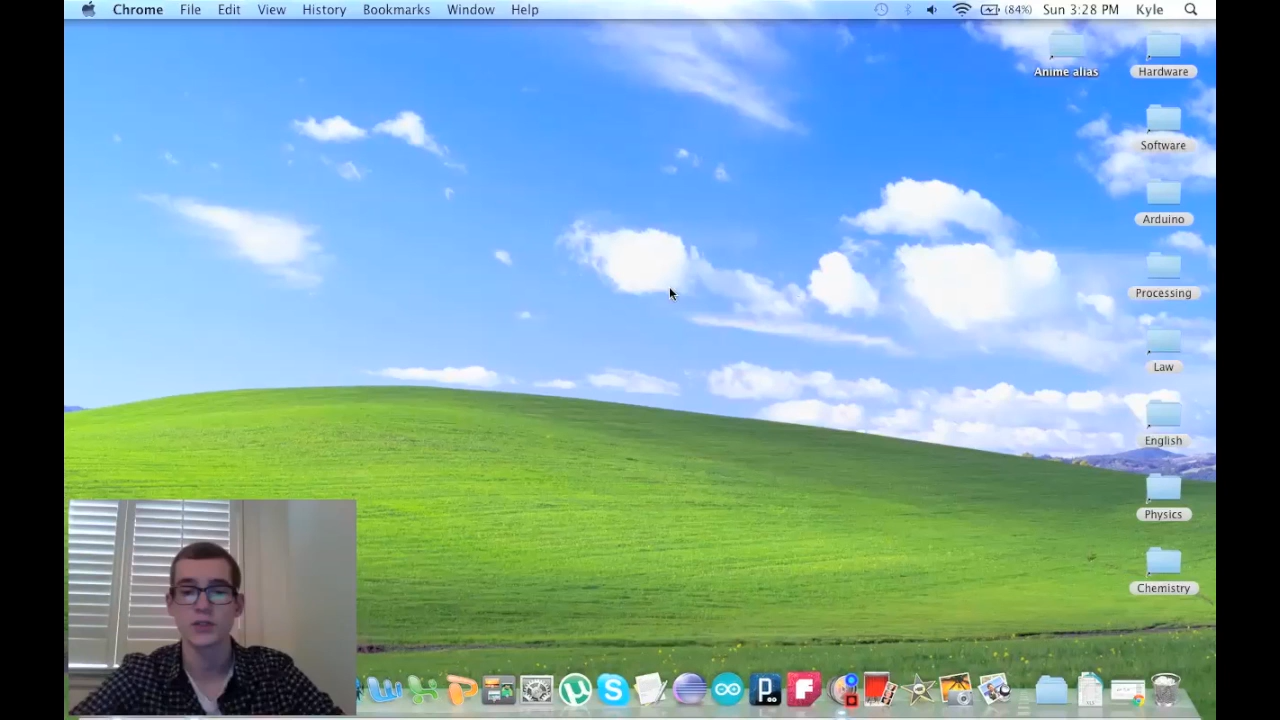 Chrome File Edit View History Bookmarks Window Help (84%) Sun 3:28 PM Kyle
Anime alias
Hardware
Software
Arduino
Processing
Law
English
Physics
Chemistry